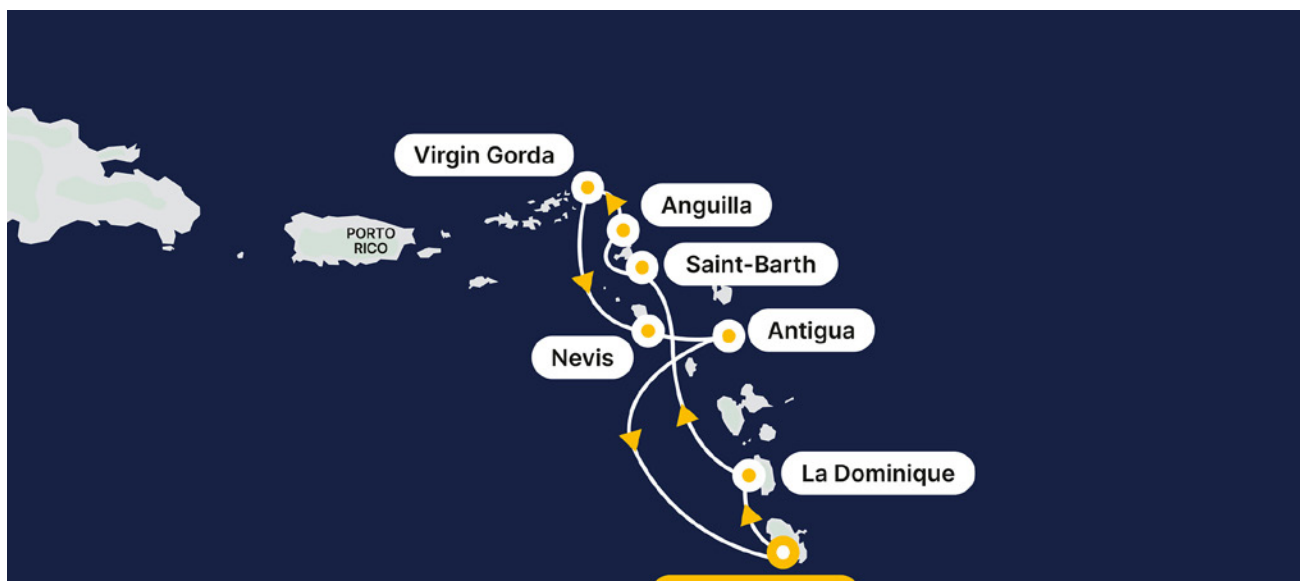 Virgin Gorda
Anguilla
PORTO
RICO
Saint-Barth
Antigua
Nevis
La Dominique